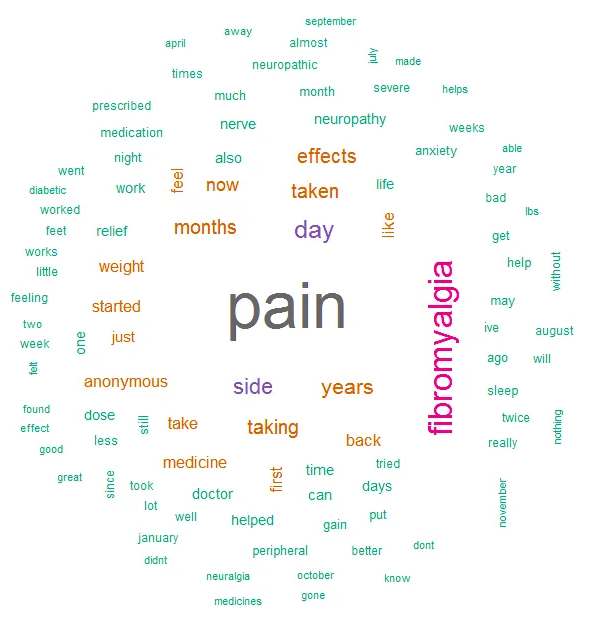 september
away
april
almost
july
made
neuropathic
times
severe
helps
much
month
prescribed
nerve
neuropathy
weeks
medication
able
anxiety
night
also
effects
year
went
feel
now
taken
life
diabetic
work
bad
worked
lbs
like
feet
relief
months
day
get
works
weight
help
without
little
feeling
started
pain
fibromyalgia
may
two
just
ive
august
week
one
ago
will
felt
anonymous
side
years
sleep
found
dose
still
take
taking
twice
nothing
effect
less
back
really
good
medicine
tried
great
since
took
first
time
days
doctor
can
november
lot
well
helped
gain
put
january
peripheral
better
dont
didnt
neuralgia
october
know
medicines
gone